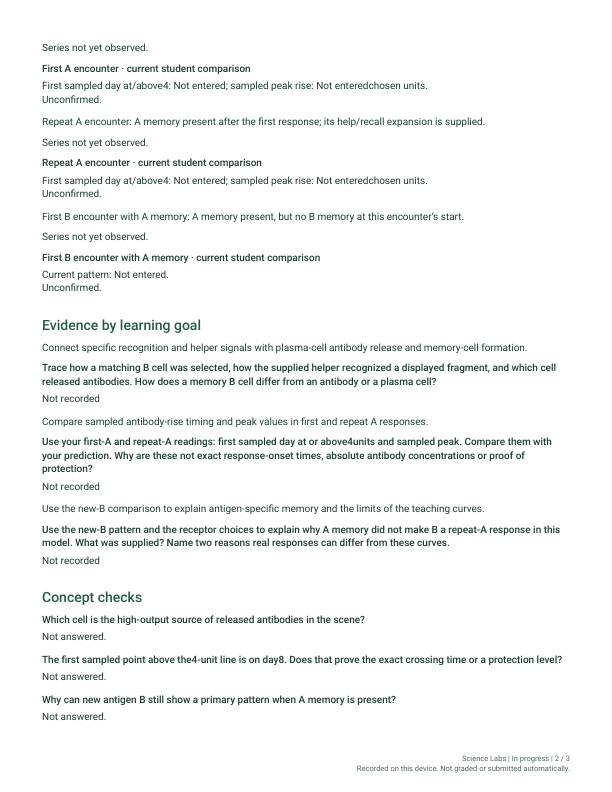 Series not yet observed.
First A encounter · current student comparison
First sampled day at/above4: Not entered; sampled peak rise: Not enteredchosen units.
Unconfirmed.
Repeat A encounter: A memory present after the first response; its help/recall expansion is supplied.
Series not yet observed.
Repeat A encounter · current student comparison
First sampled day at/above4: Not entered; sampled peak rise: Not enteredchosen units.
Unconfirmed.
First B encounter with A memory: A memory present, but no B memory at this encounter's start.
Series not yet observed.
First B encounter with A memory · current student comparison
Current pattern: Not entered.
Unconfirmed.
Evidence by learning goal
Connect specific recognition and helper signals with plasma-cell antibody release and memory-cell formation.
Trace how a matching B cell was selected, how the supplied helper recognized a displayed fragment, and which cell
released antibodies. How does a memory B cell differ from an antibody or a plasma cell?
Not recorded
Compare sampled antibody-rise timing and peak values in first and repeat A responses.
Use your first-A and repeat-A readings: first sampled day at or above4units and sampled peak. Compare them with
your prediction. Why are these not exact response-onset times, absolute antibody concentrations or proof of
protection?
Not recorded
Use the new-B comparison to explain antigen-specific memory and the limits of the teaching curves.
Use the new-B pattern and the receptor choices to explain why A memory did not make B a repeat-A response in this
model. What was supplied? Name two reasons real responses can differ from these curves.
Not recorded
Concept checks
Which cell is the high-output source of released antibodies in the scene?
Not answered.
The first sampled point above the4-unit line is on day8. Does that prove the exact crossing time or a protection level?
Not answered.
Why can new antigen B still show a primary pattern when A memory is present?
Not answered.
Science Labs | In progress | 2 / 3
Recorded on this device. Not graded or submitted automatically.